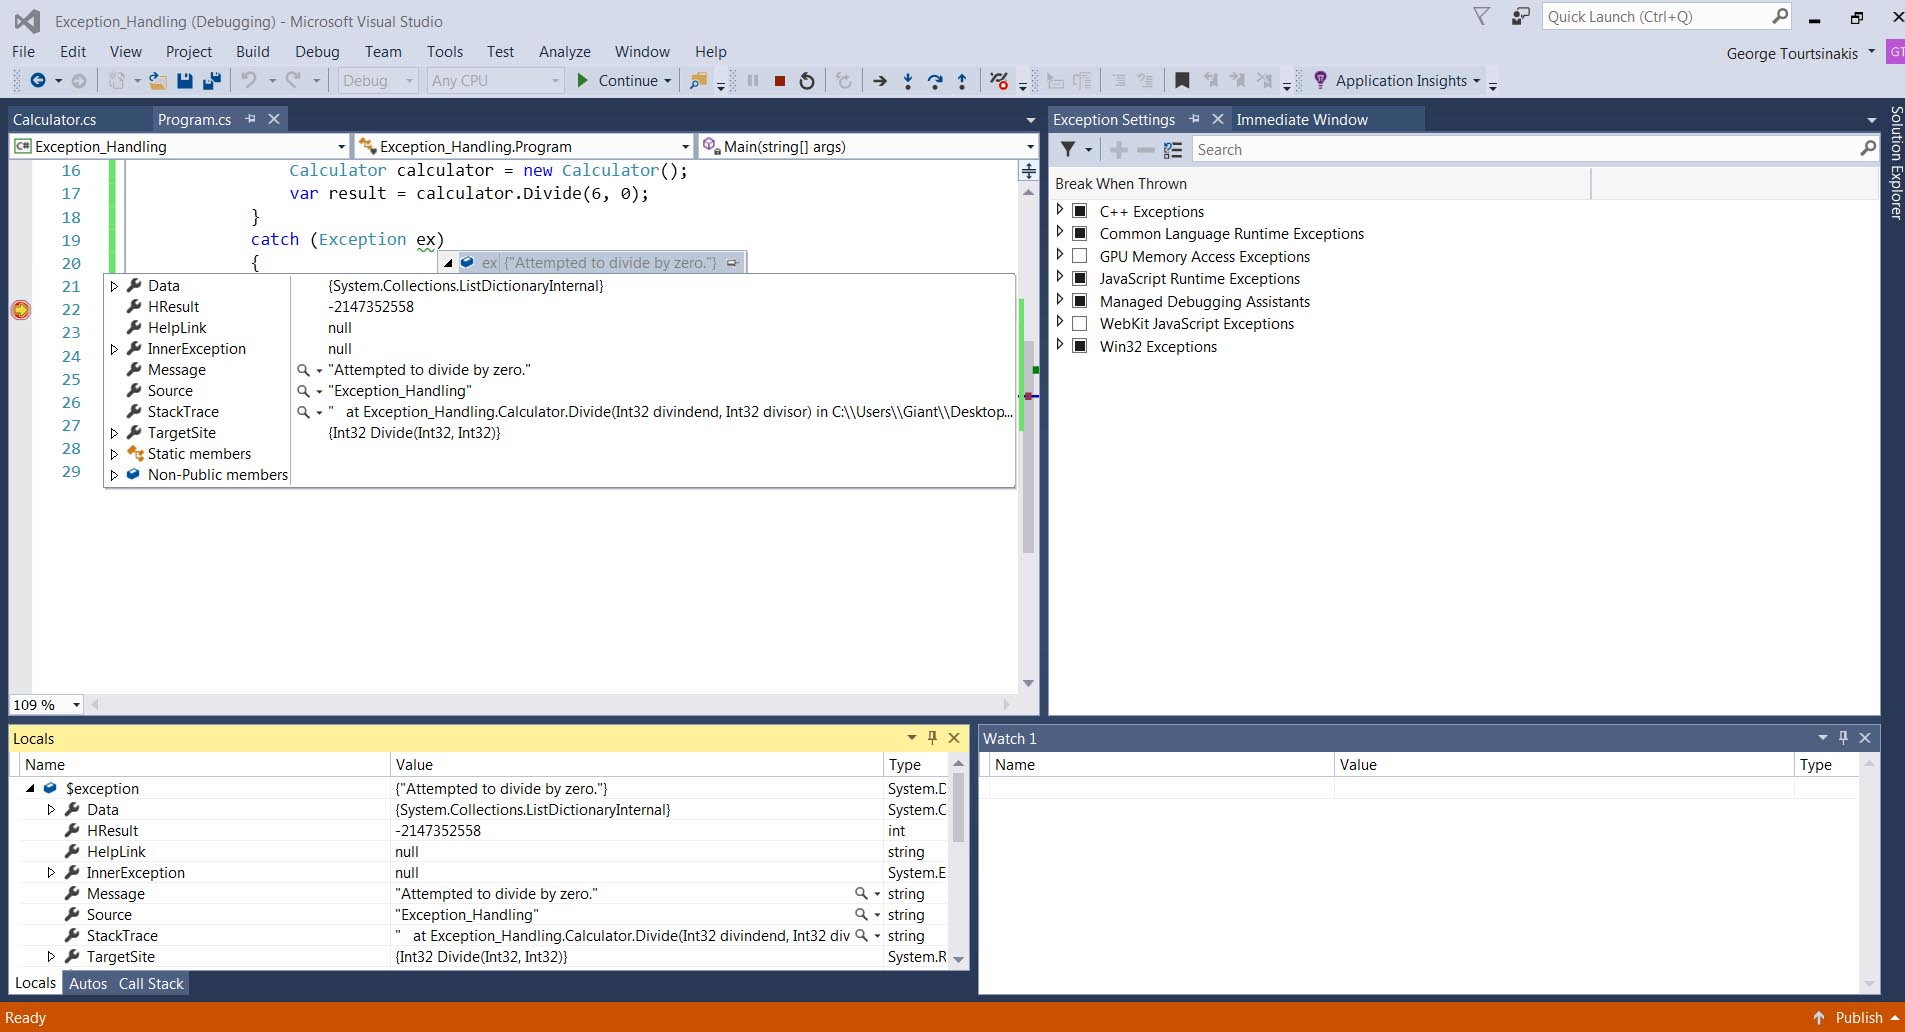 Exception_Handling (Debugging) - Microsoft Visual Studio
Quick Launch (Ctrl+Q)
File Edit View Project Build Debug Team Tools Test Analyze Window Help
George Tourtsinakis GT
Debug Any CPU Continue Application Insights
Calculator.cs Program.cs
C# Exception_Handling Exception_Handling.Program Main(string[] args)
16 Calculator calculator = new Calculator();
17 var result = calculator.Divide(6, 0);
18 }
19 catch (Exception ex)
20 {
ex {"Attempted to divide by zero."}
21 Data {System.Collections.ListDictionaryInternal}
22 HResult -2147352558
23 HelpLink null
24 InnerException null
25 Message "Attempted to divide by zero."
26 Source "Exception_Handling"
27 StackTrace "   at Exception_Handling.Calculator.Divide(Int32 divindend, Int32 divisor) in C:\\Users\\Giant\\Desktop...
28 TargetSite {Int32 Divide(Int32, Int32)}
29 Static members
Non-Public members
109 %
Exception Settings Immediate Window
Search
Break When Thrown
C++ Exceptions
Common Language Runtime Exceptions
GPU Memory Access Exceptions
JavaScript Runtime Exceptions
Managed Debugging Assistants
WebKit JavaScript Exceptions
Win32 Exceptions
Solution Explorer
Locals
Name Value Type
$exception {"Attempted to divide by zero."} System.D
Data {System.Collections.ListDictionaryInternal} System.C
HResult -2147352558 int
HelpLink null string
InnerException null System.E
Message "Attempted to divide by zero." string
Source "Exception_Handling" string
StackTrace "   at Exception_Handling.Calculator.Divide(Int32 divindend, Int32 div string
TargetSite {Int32 Divide(Int32, Int32)} System.R
Locals Autos Call Stack
Watch 1
Name Value Type
Ready
Publish